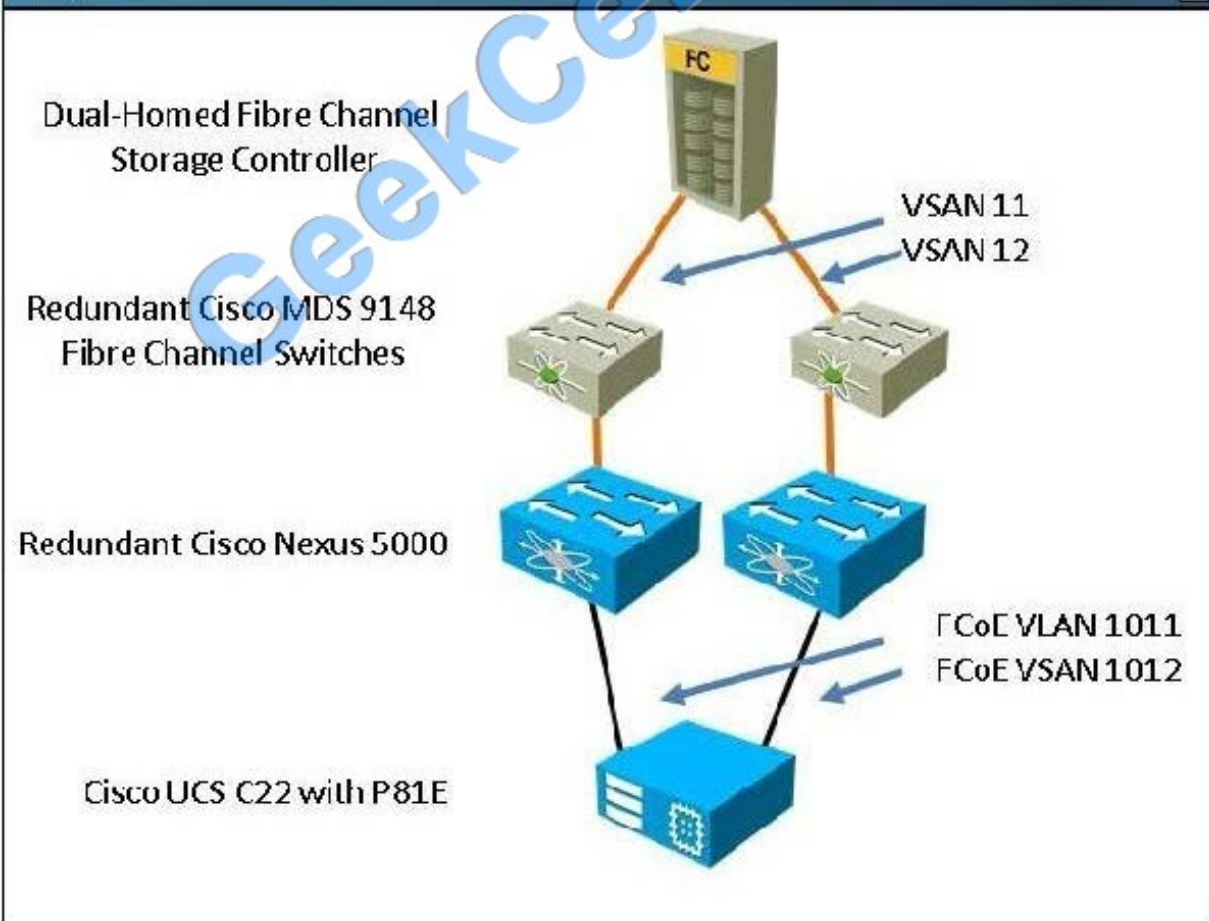 FC
Dual-Homed Fibre Channel
Storage Controller
VSAN 11
VSAN 12
Redundant Cisco MDS 9148
Fibre Channel Switches
Redundant Cisco Nexus 5000
FCoE VLAN 1011
FCoE VSAN 1012
Cisco UCS C22 with P81E